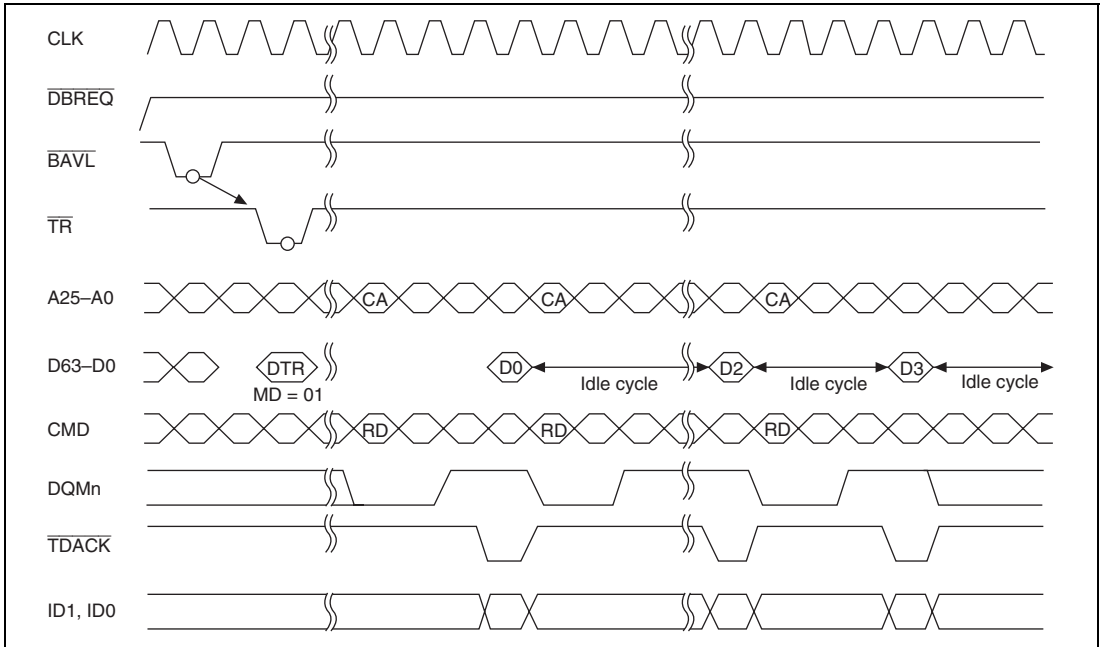 CLK
DBREQ
BAVL
TR
A25–A0 CA CA CA
D63–D0 DTR D0 Idle cycle D2 Idle cycle D3 Idle cycle
MD = 01
CMD RD RD RD
DQMn
TDACK
ID1, ID0